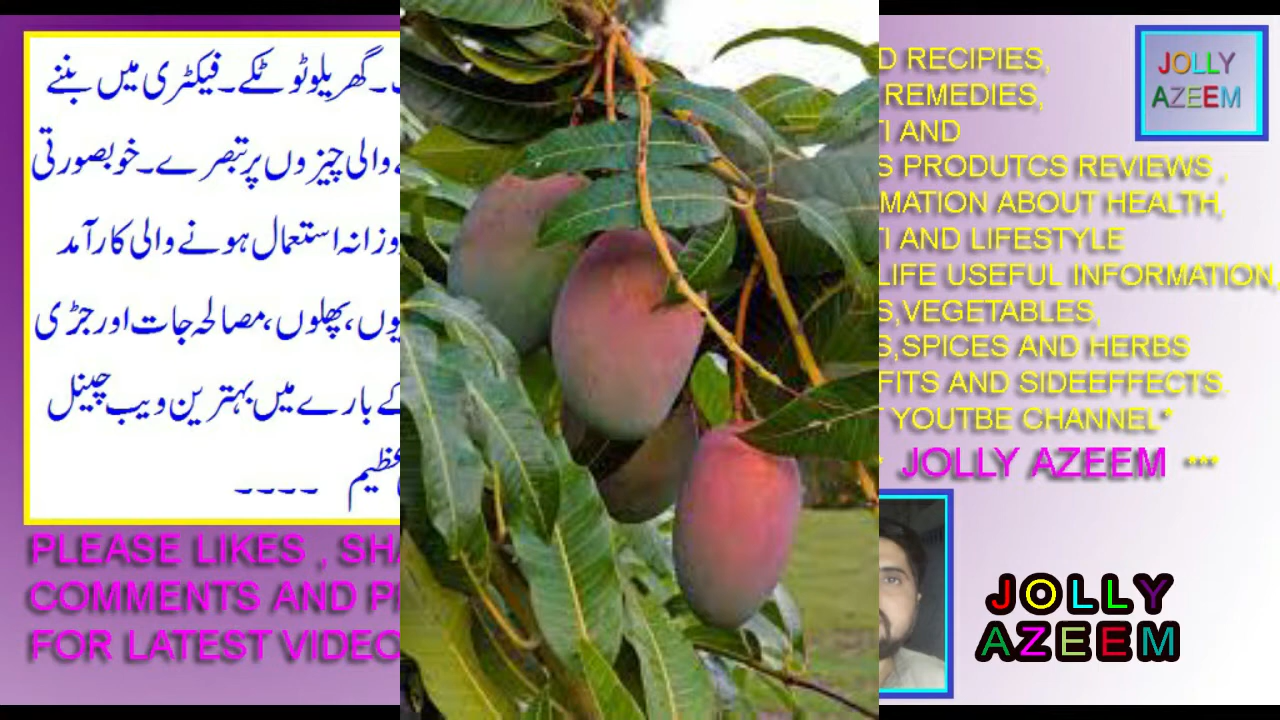 ۔گھریلو ٹوٹکے۔فیکٹری میں بننے
والی چیزوں پر تبصرے۔خوبصورتی
وزانہ استعمال ہونے والی کارآمد
یوں،پھلوں،مصالحہ جات اور جڑی
کے بارے میں بہترین ویب چینل
عظیم ۔۔۔۔
PLEASE LIKES , SHA
COMMENTS AND P
FOR LATEST VIDEO
D RECIPIES,
REMEDIES,
TI AND
S PRODUTCS REVIEWS ,
MATION ABOUT HEALTH,
TI AND LIFESTYLE
LIFE USEFUL INFORMATION,
S,VEGETABLES,
S,SPICES AND HERBS
FITS AND SIDEEFFECTS.
T YOUTBE CHANNEL*
* JOLLY AZEEM ***
JOLLY
AZEEM
JOLLY
AZEEM